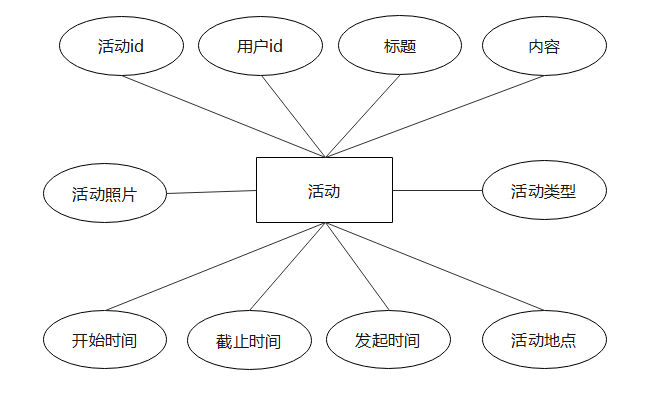 活动id
用户id
标题
内容
活动照片
活动
活动类型
开始时间
截止时间
发起时间
活动地点